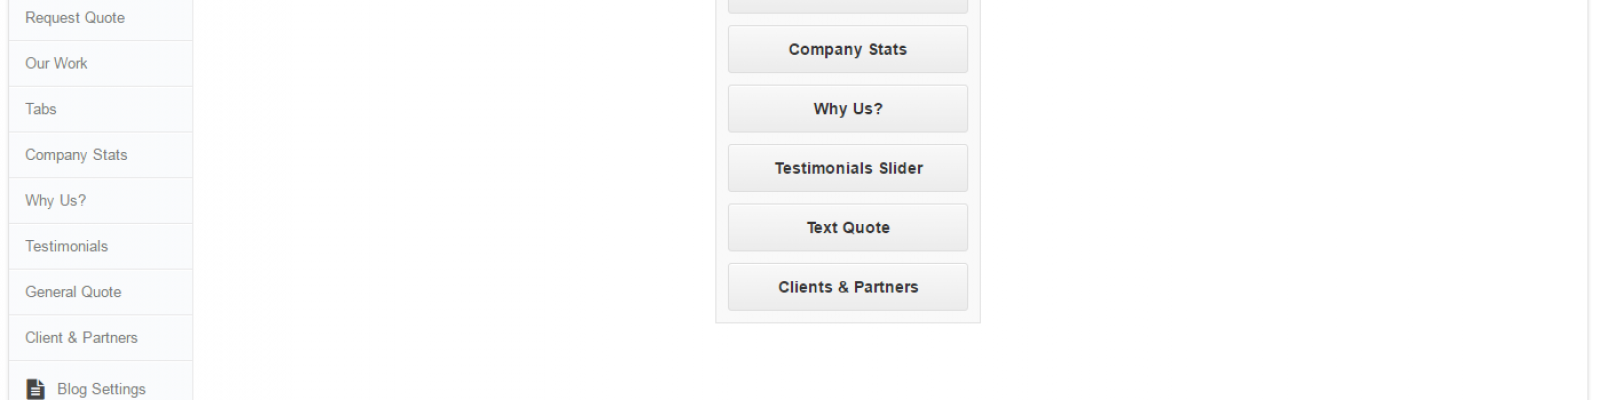 Request Quote
Our Work
Tabs
Company Stats
Why Us?
Testimonials
General Quote
Client & Partners
Blog Settings
Company Stats
Why Us?
Testimonials Slider
Text Quote
Clients & Partners